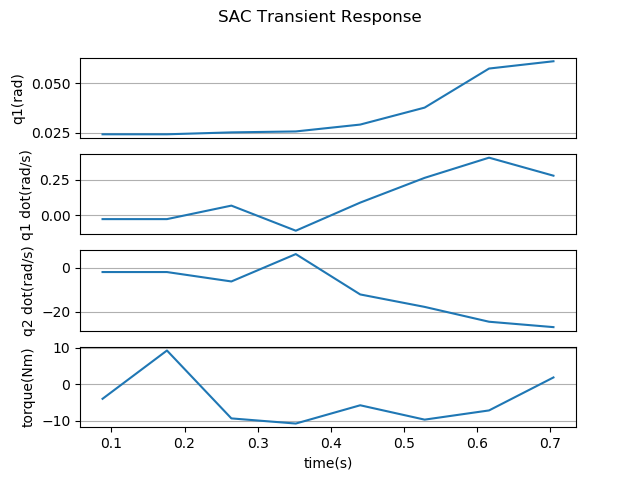 SAC Transient Response
q1(rad)
0.050
0.025
q1 dot(rad/s)
0.25
0.00
q2 dot(rad/s)
0
−20
torque(Nm)
10
0
−10
0.1 0.2 0.3 0.4 0.5 0.6 0.7
time(s)